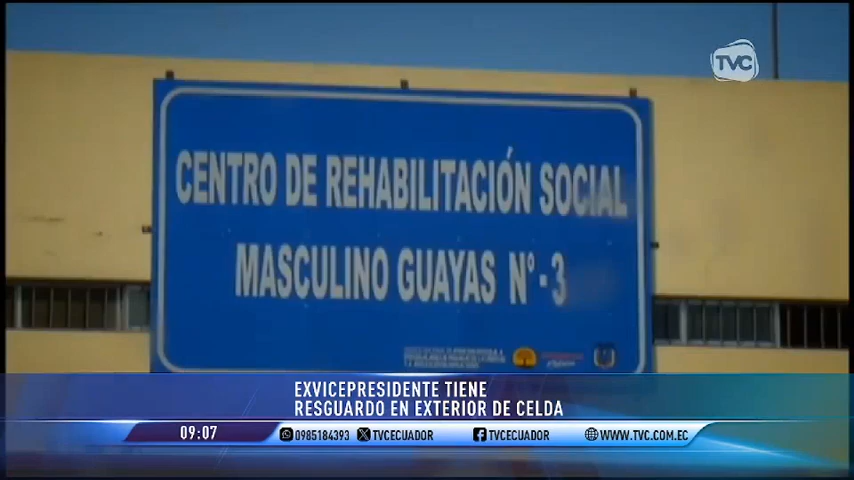 TVC
CENTRO DE REHABILITACIÓN SOCIAL
MASCULINO GUAYAS N° - 3
EXVICEPRESIDENTE TIENE
RESGUARDO EN EXTERIOR DE CELDA
09:07
0985184393 TVCECUADOR TVCECUADOR WWW.TVC.COM.EC